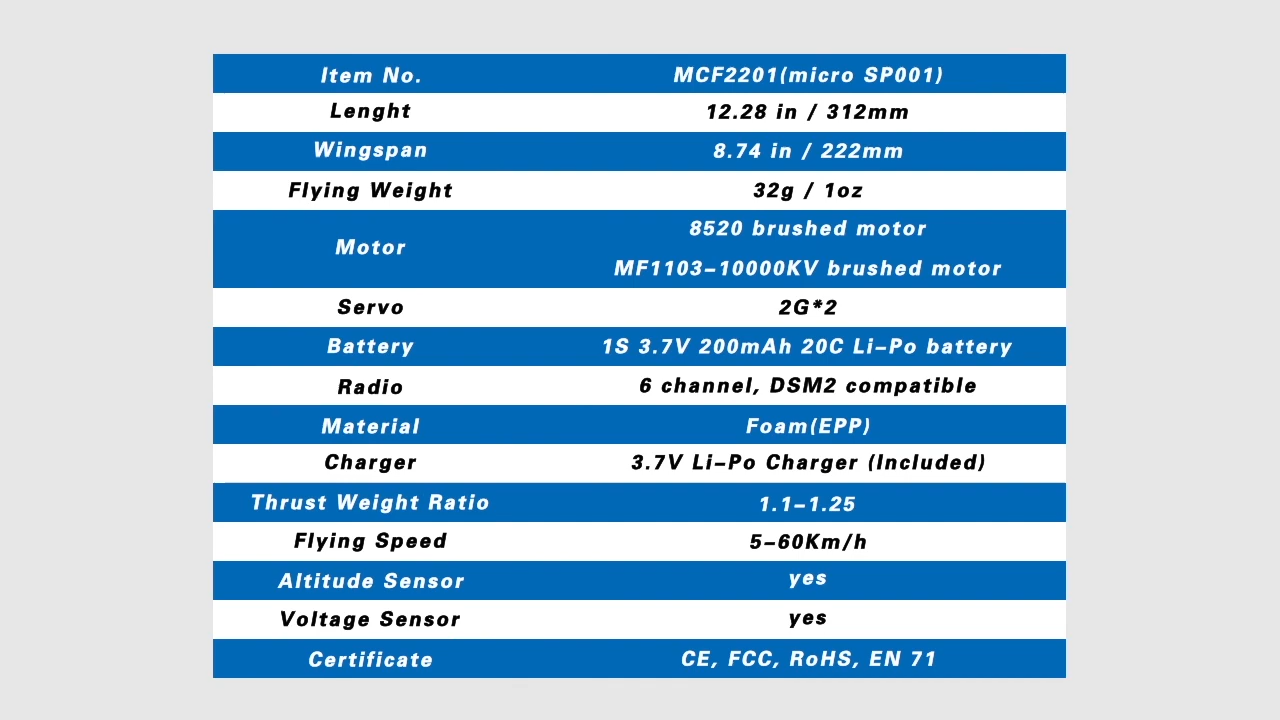 Item No. MCF2201(micro SP001)
Lenght 12.28 in / 312mm
Wingspan 8.74 in / 222mm
Flying Weight 32g / 1oz
Motor 8520 brushed motor
MF1103-10000KV brushed motor
Servo 2G*2
Battery 1S 3.7V 200mAh 20C Li-Po battery
Radio 6 channel, DSM2 compatible
Material Foam(EPP)
Charger 3.7V Li-Po Charger (Included)
Thrust Weight Ratio 1.1-1.25
Flying Speed 5-60Km/h
Altitude Sensor yes
Voltage Sensor yes
Certificate CE, FCC, RoHS, EN 71